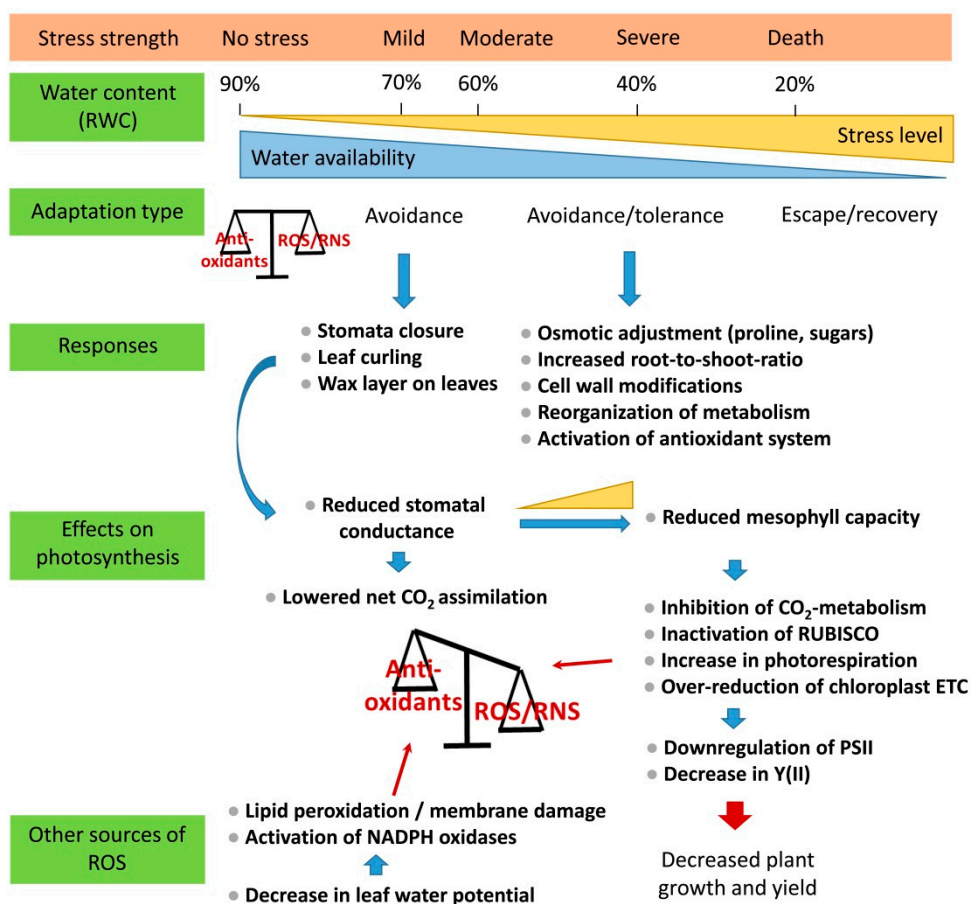 Stress strength No stress Mild Moderate Severe Death
Water content
(RWC)
90% 70% 60% 40% 20%
Stress level
Water availability
Adaptation type
Anti-
oxidants
ROS/RNS
Avoidance Avoidance/tolerance Escape/recovery
Responses
Stomata closure
Leaf curling
Wax layer on leaves
Osmotic adjustment (proline, sugars)
Increased root-to-shoot-ratio
Cell wall modifications
Reorganization of metabolism
Activation of antioxidant system
Effects on
photosynthesis
Reduced stomatal
conductance
Reduced mesophyll capacity
Lowered net CO₂ assimilation
Inhibition of CO₂-metabolism
Inactivation of RUBISCO
Increase in photorespiration
Over-reduction of chloroplast ETC
Anti-
oxidants
ROS/RNS
Downregulation of PSII
Decrease in Y(II)
Other sources of
ROS
Lipid peroxidation / membrane damage
Activation of NADPH oxidases
Decrease in leaf water potential
Decreased plant
growth and yield